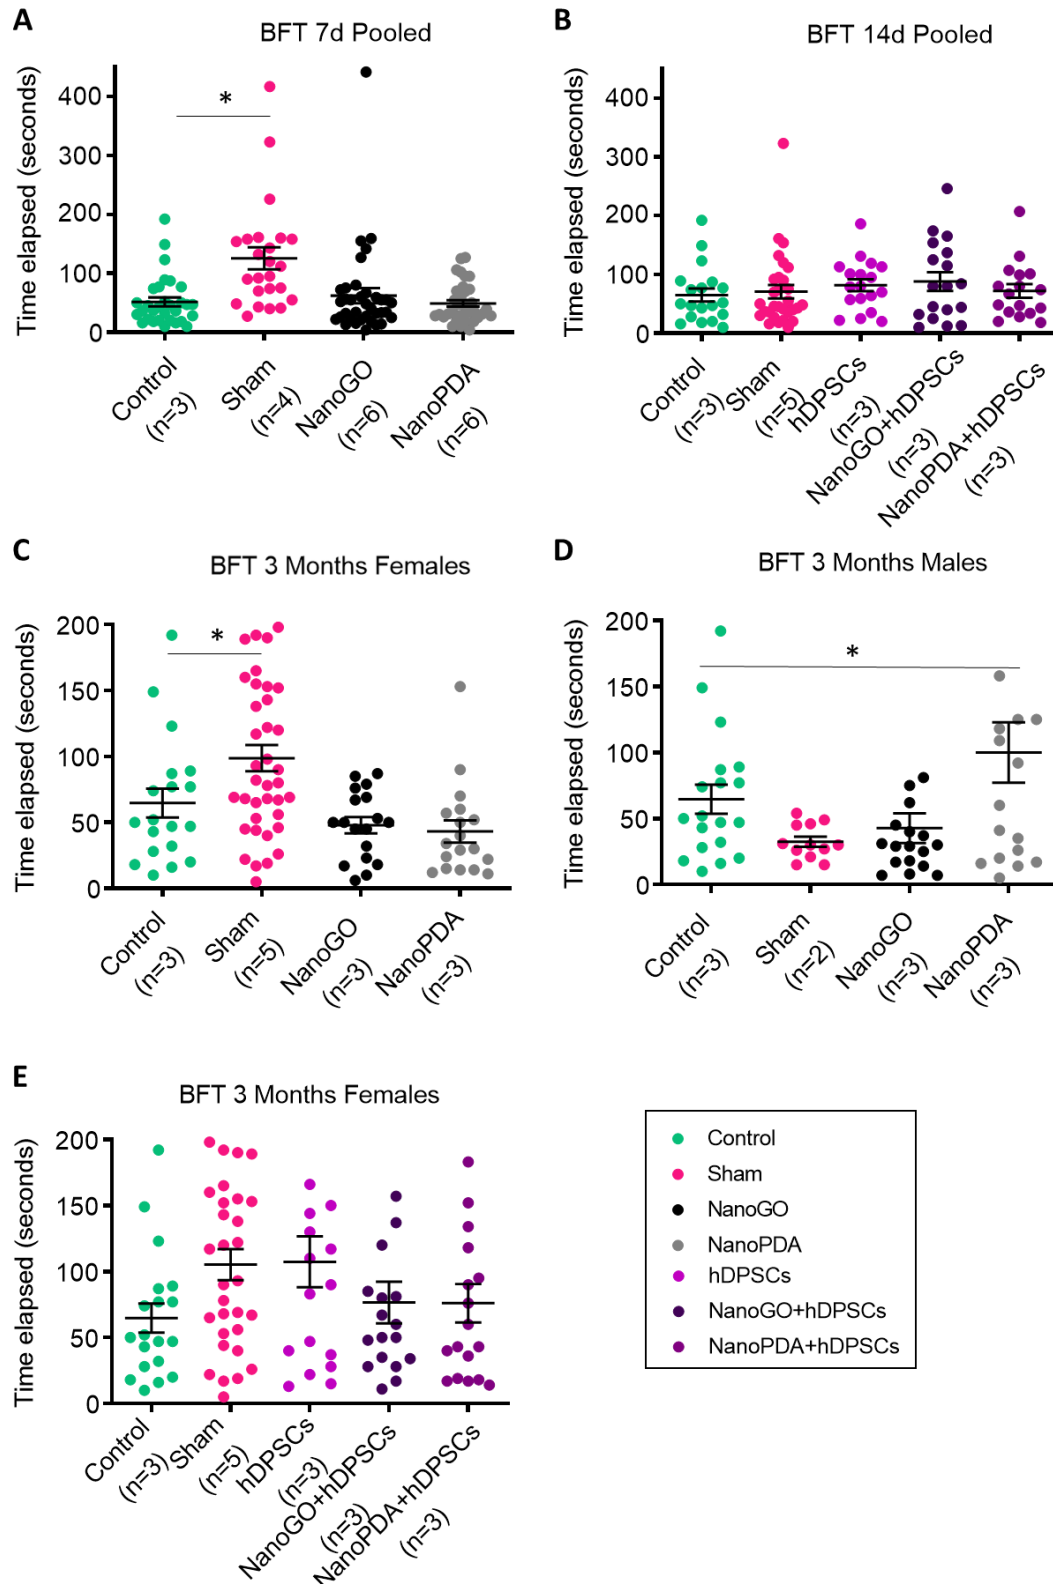 A
BFT 7d Pooled
Time elapsed (seconds)
400
300
200
100
0
*
Control
(n=3)
Sham
(n=4)
NanoGO
(n=6)
NanoPDA
(n=6)
B
BFT 14d Pooled
Time elapsed (seconds)
400
300
200
100
0
Control
(n=3)
Sham
(n=5)
hDPSCs
(n=3)
NanoGO+hDPSCs
(n=3)
NanoPDA+hDPSCs
(n=3)
C
BFT 3 Months Females
Time elapsed (seconds)
200
150
100
50
0
*
Control
(n=3)
Sham
(n=5)
NanoGO
(n=3)
NanoPDA
(n=3)
D
BFT 3 Months Males
Time elapsed (seconds)
200
150
100
50
0
*
Control
(n=3)
Sham
(n=2)
NanoGO
(n=3)
NanoPDA
(n=3)
E
BFT 3 Months Females
Time elapsed (seconds)
200
150
100
50
0
Control
(n=3)
Sham
(n=5)
hDPSCs
(n=3)
NanoGO+hDPSCs
(n=3)
NanoPDA+hDPSCs
(n=3)
Control
Sham
NanoGO
NanoPDA
hDPSCs
NanoGO+hDPSCs
NanoPDA+hDPSCs